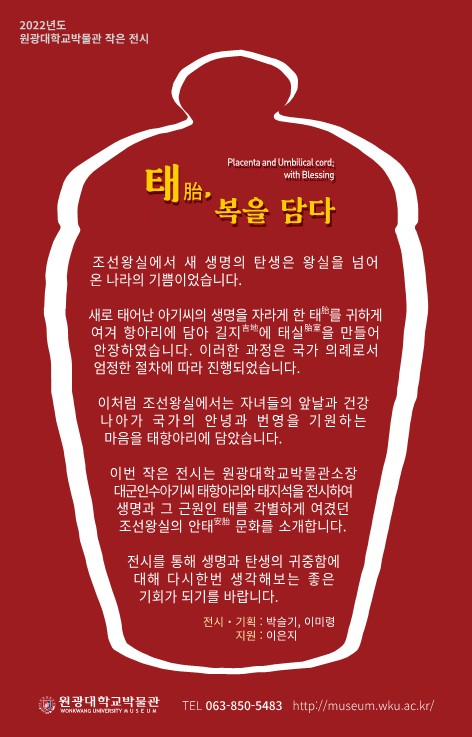 2022년도
원광대학교박물관 작은 전시
Placenta and Umbilical cord;
with Blessing
태胎,
복을 담다
조선왕실에서 새 생명의 탄생은 왕실을 넘어
온 나라의 기쁨이었습니다.
새로 태어난 아기씨의 생명을 자라게 한 태胎를 귀하게
여겨 항아리에 담아 길지吉地에 태실胎室을 만들어
안장하였습니다. 이러한 과정은 국가 의례로서
엄정한 절차에 따라 진행되었습니다.
이처럼 조선왕실에서는 자녀들의 앞날과 건강
나아가 국가의 안녕과 번영을 기원하는
마음을 태항아리에 담았습니다.
이번 작은 전시는 원광대학교박물관소장
대군인수아기씨 태항아리와 태지석을 전시하여
생명과 그 근원인 태를 각별하게 여겼던
조선왕실의 안태安胎 문화를 소개합니다.
전시를 통해 생명과 탄생의 귀중함에
대해 다시한번 생각해보는 좋은
기회가 되기를 바랍니다.
전시・기획 : 박슬기, 이미령
지원 : 이은지
원광대학교박물관
WONKWANG UNIVERSITY MUSEUM
TEL 063-850-5483 http://museum.wku.ac.kr/